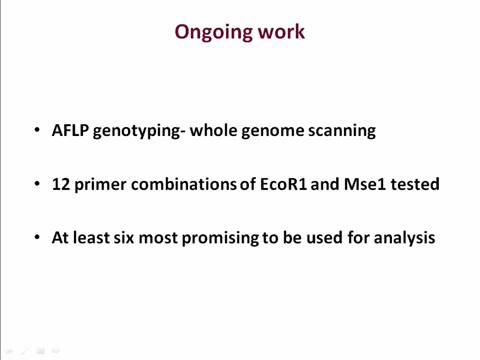 Ongoing work
• AFLP genotyping- whole genome scanning
• 12 primer combinations of EcoR1 and Mse1 tested
• At least six most promising to be used for analysis